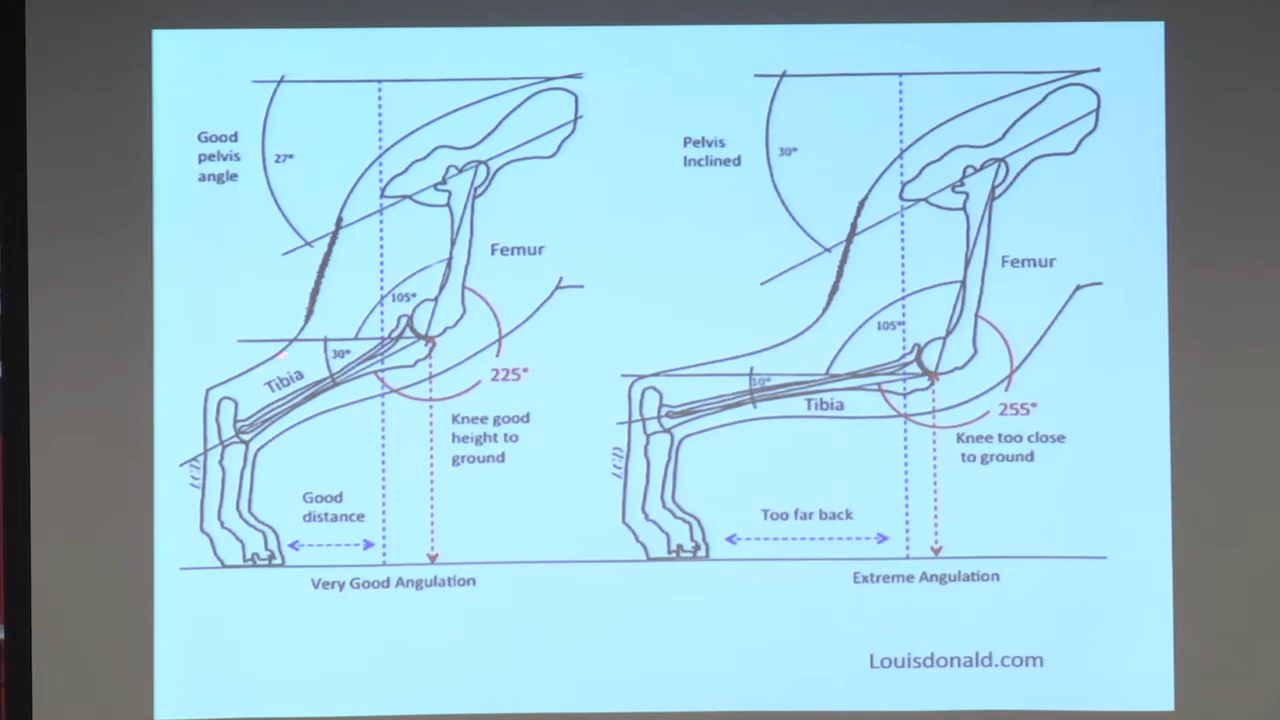 Good
pelvis
angle
27°
Femur
105°
30°
Tibia
225°
Knee good
height to
ground
LCD
Good
distance
Very Good Angulation
Pelvis
Inclined
30°
Femur
105°
10°
Tibia
255°
Knee too close
to ground
LCD
Too far back
Extreme Angulation
Louisdonald.com